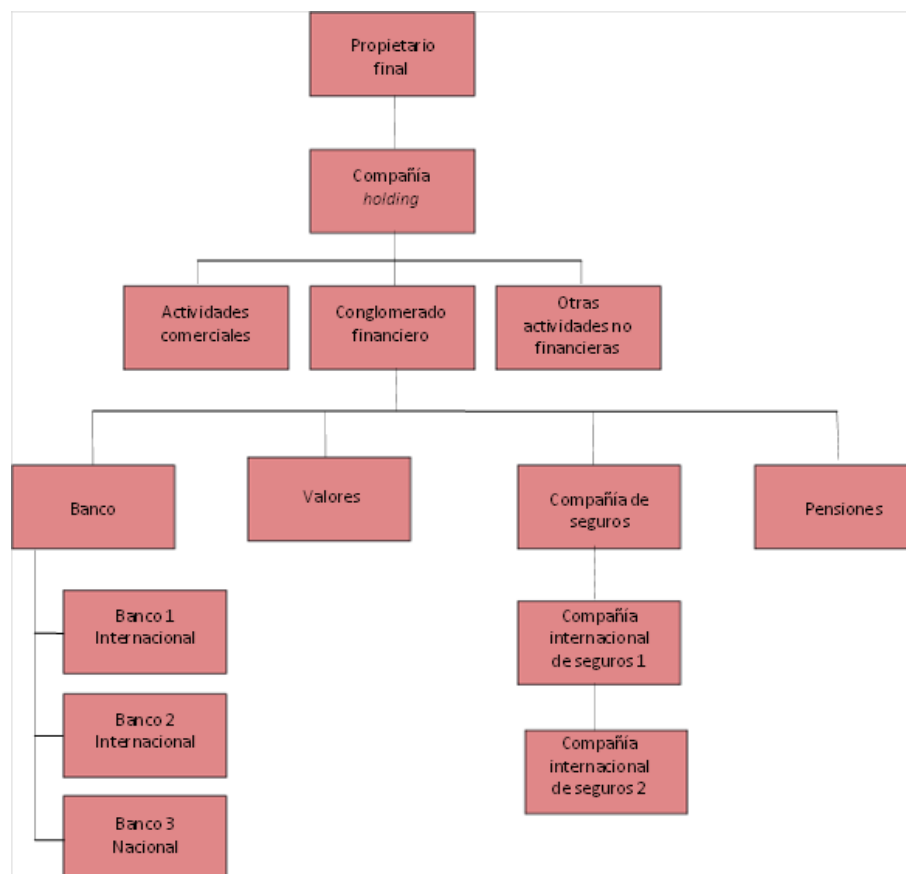 Propietario
final
Compañía
holding
Actividades
comerciales
Conglomerado
financiero
Otras
actividades no
financieras
Banco
Valores
Compañía de
seguros
Pensiones
Banco 1
Internacional
Banco 2
Internacional
Banco 3
Nacional
Compañía
internacional
de seguros 1
Compañía
internacional
de seguros 2